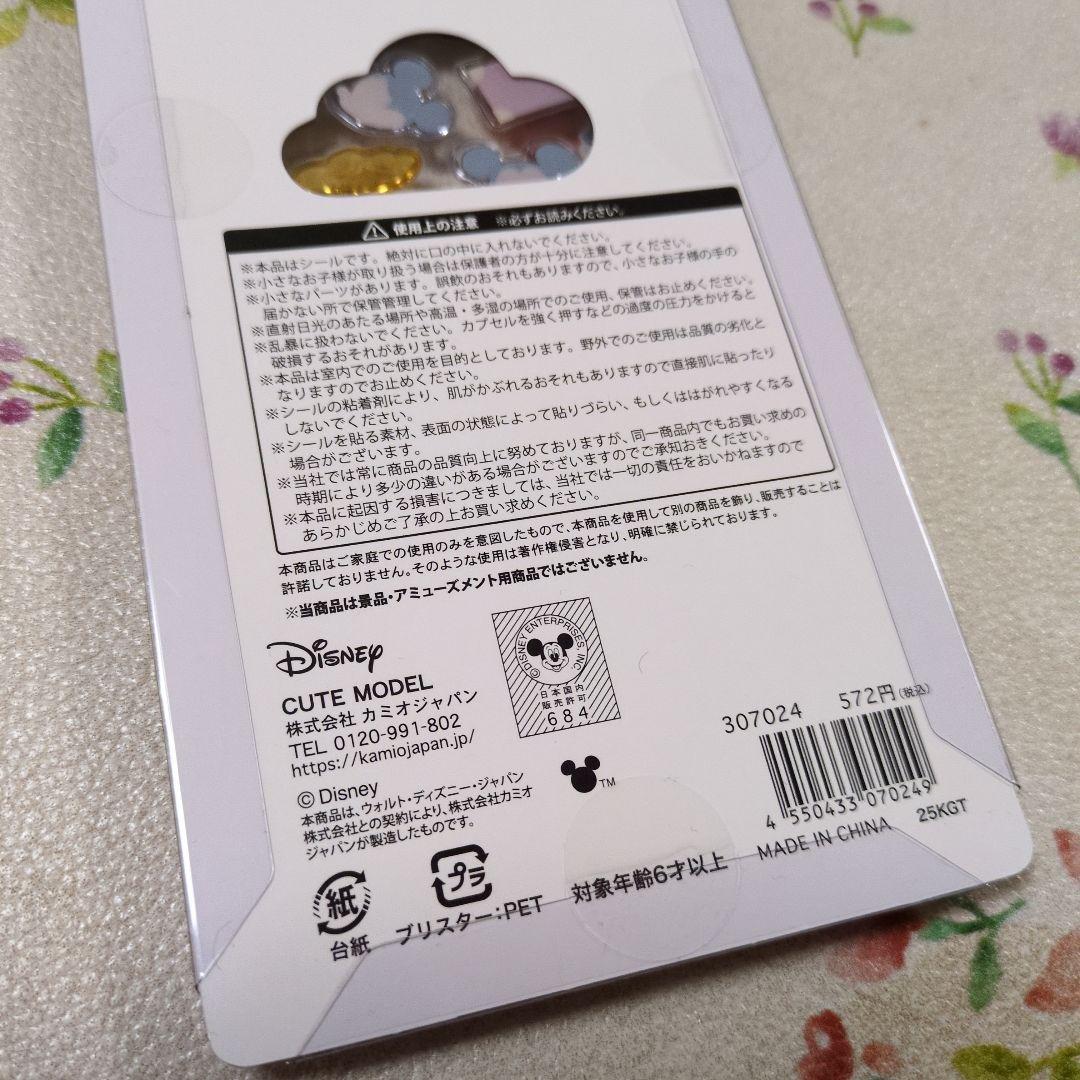 使用上の注意 ※必ずお読みください。
※本品はシールです。絶対に口の中に入れないでください。
※小さなお子様が取り扱う場合は保護者の方が十分に注意してください。
※小さなパーツがあります。誤飲のおそれもありますので、小さなお子様の手の
届かない所で保管管理してください。
※直射日光のあたる場所や高温・多湿の場所でのご使用、保管はお止めください。
※乱暴に扱わないでください。カプセルを強く押すなどの過度の圧力をかけると
破損するおそれがあります。
※本品は室内でのご使用を目的としております。野外でのご使用は品質の劣化と
なりますのでお止めください。
※シールの粘着剤により、肌がかぶれるおそれもありますので直接肌に貼ったり
しないでください。
※シールを貼る素材、表面の状態によって貼りづらい、もしくははがれやすくなる
場合がございます。
※当社では常に商品の品質向上に努めておりますが、同一商品内でもお買い求めの
時期により多少の違いがある場合がございますのでご承知おきください。
※本品に起因する損害につきましては、当社では一切の責任をおいかねますので
あらかじめご了承の上お買い求めください。
本商品はご家庭での使用のみを意図したもので、本商品を使用して別の商品を飾り、販売することは
許諾しておりません。そのような使用は著作権侵害となり、明確に禁じられております。
※当商品は景品・アミューズメント用商品ではございません。
Disney
CUTE MODEL
株式会社 カミオジャパン
TEL 0120-991-802
https://kamiojapan.jp/
©Disney
本商品は、ウォルト・ディズニー・ジャパン
株式会社との契約により、株式会社カミオ
ジャパンが製造したものです。
©DISNEY ENTERPRISES, INC.
日本国内
販売許可
684
TM
307024 572円(税込)
4 550433 070249
MADE IN CHINA 25KGT
紙
台紙
プラ
ブリスター:PET
対象年齢6才以上